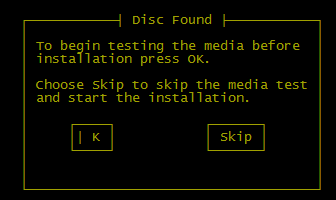 Disc Found
To begin testing the media before
installation press OK.
Choose Skip to skip the media test
and start the installation.
K Skip